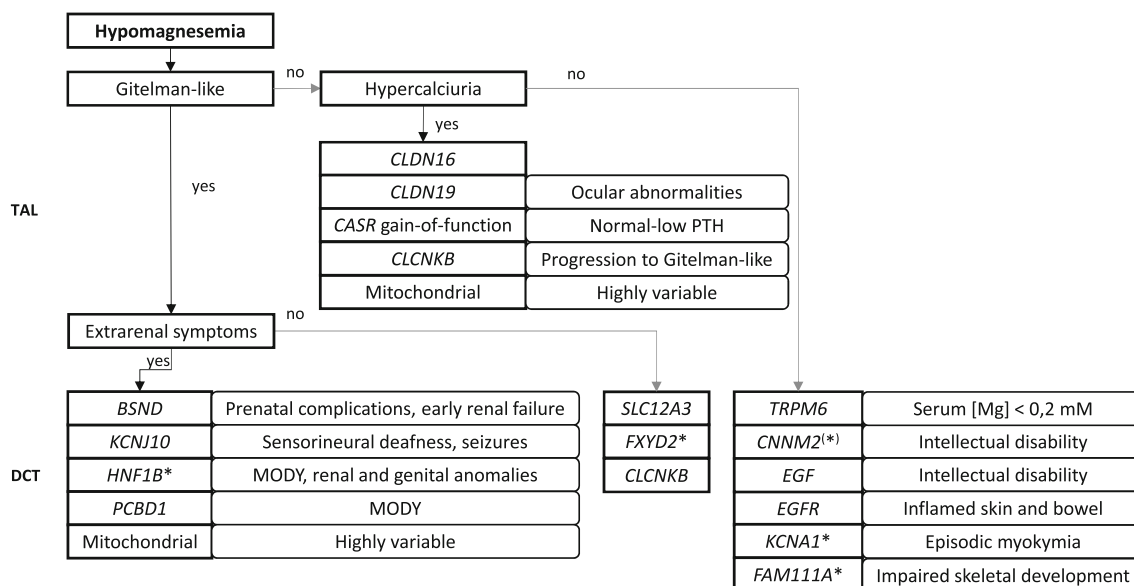 Hypomagnesemia
Gitelman-like
no
Hypercalciuria
no
yes
yes
CLDN16
CLDN19 Ocular abnormalities
TAL
CASR gain-of-function Normal-low PTH
CLCNKB Progression to Gitelman-like
Mitochondrial Highly variable
Extrarenal symptoms
no
yes
BSND Prenatal complications, early renal failure SLC12A3 TRPM6 Serum [Mg] < 0,2 mM
KCNJ10 Sensorineural deafness, seizures FXYD2* CNNM2(*) Intellectual disability
DCT HNF1B* MODY, renal and genital anomalies CLCNKB EGF Intellectual disability
PCBD1 MODY EGFR Inflamed skin and bowel
Mitochondrial Highly variable KCNA1* Episodic myokymia
FAM111A* Impaired skeletal development